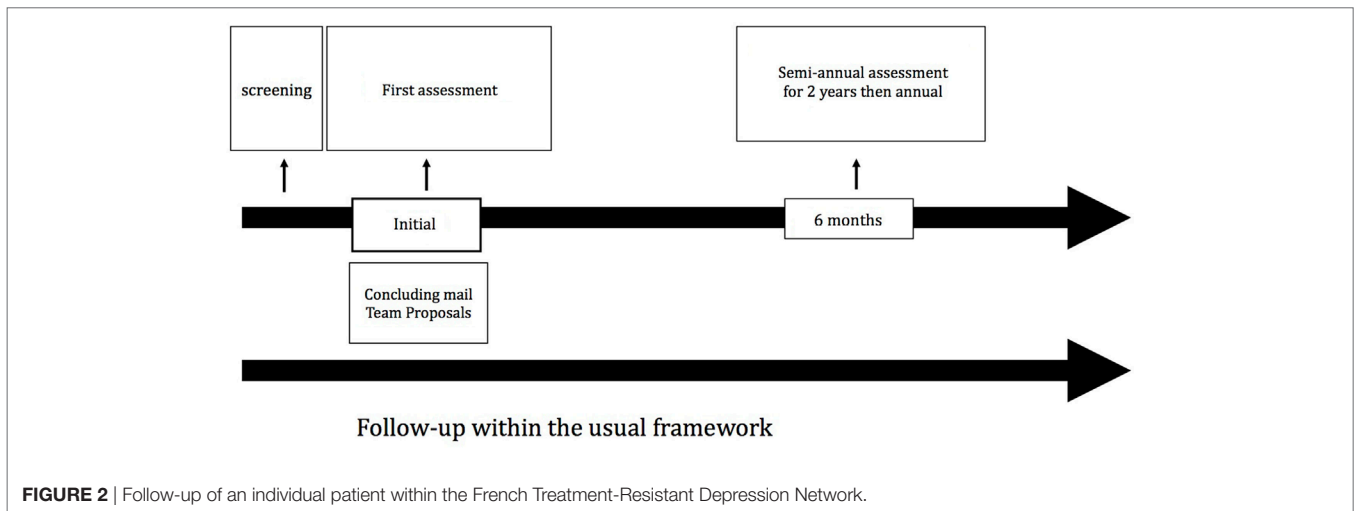 screening
First assessment
Semi-annual assessment
for 2 years then annual
Initial
6 months
Concluding mail
Team Proposals
Follow-up within the usual framework
FIGURE 2 | Follow-up of an individual patient within the French Treatment-Resistant Depression Network.